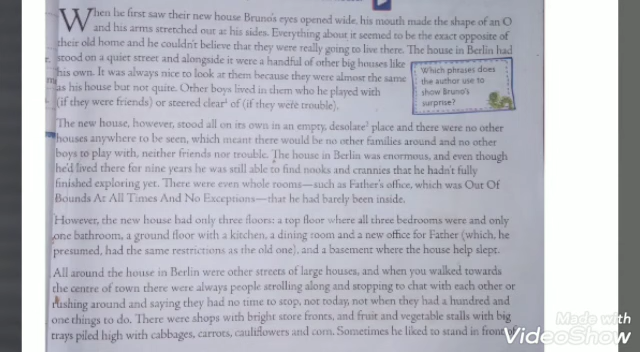 When he first saw their new house Bruno's eyes opened wide, his mouth made the shape of an O
and his arms stretched out at his sides. Everything about it seemed to be the exact opposite of
their old home and he couldn't believe that they were really going to live there. The house in Berlin had
stood on a quiet street and alongside it were a handful of other big houses like
his own. It was always nice to look at them because they were almost the same
as his house but not quite. Other boys lived in them who he played with
(if they were friends) or steered clear¹ of (if they were trouble).
Which phrases does
the author use to
show Bruno's
surprise?
The new house, however, stood all on its own in an empty, desolate² place and there were no other
houses anywhere to be seen, which meant there would be no other families around and no other
boys to play with, neither friends nor trouble. The house in Berlin was enormous, and even though
he'd lived there for nine years he was still able to find nooks and crannies that he hadn't fully
finished exploring yet. There were even whole rooms—such as Father's office, which was Out Of
Bounds At All Times And No Exceptions—that he had barely been inside.
However, the new house had only three floors: a top floor where all three bedrooms were and only
one bathroom, a ground floor with a kitchen, a dining room and a new office for Father (which, he
presumed, had the same restrictions as the old one), and a basement where the house help slept.
All around the house in Berlin were other streets of large houses, and when you walked towards
the centre of town there were always people strolling along and stopping to chat with each other or
rushing around and saying they had no time to stop, not today, not when they had a hundred and
one things to do. There were shops with bright store fronts, and fruit and vegetable stalls with big
trays piled high with cabbages, carrots, cauliflowers and corn. Sometimes he liked to stand in front of
Made with
VideoShow